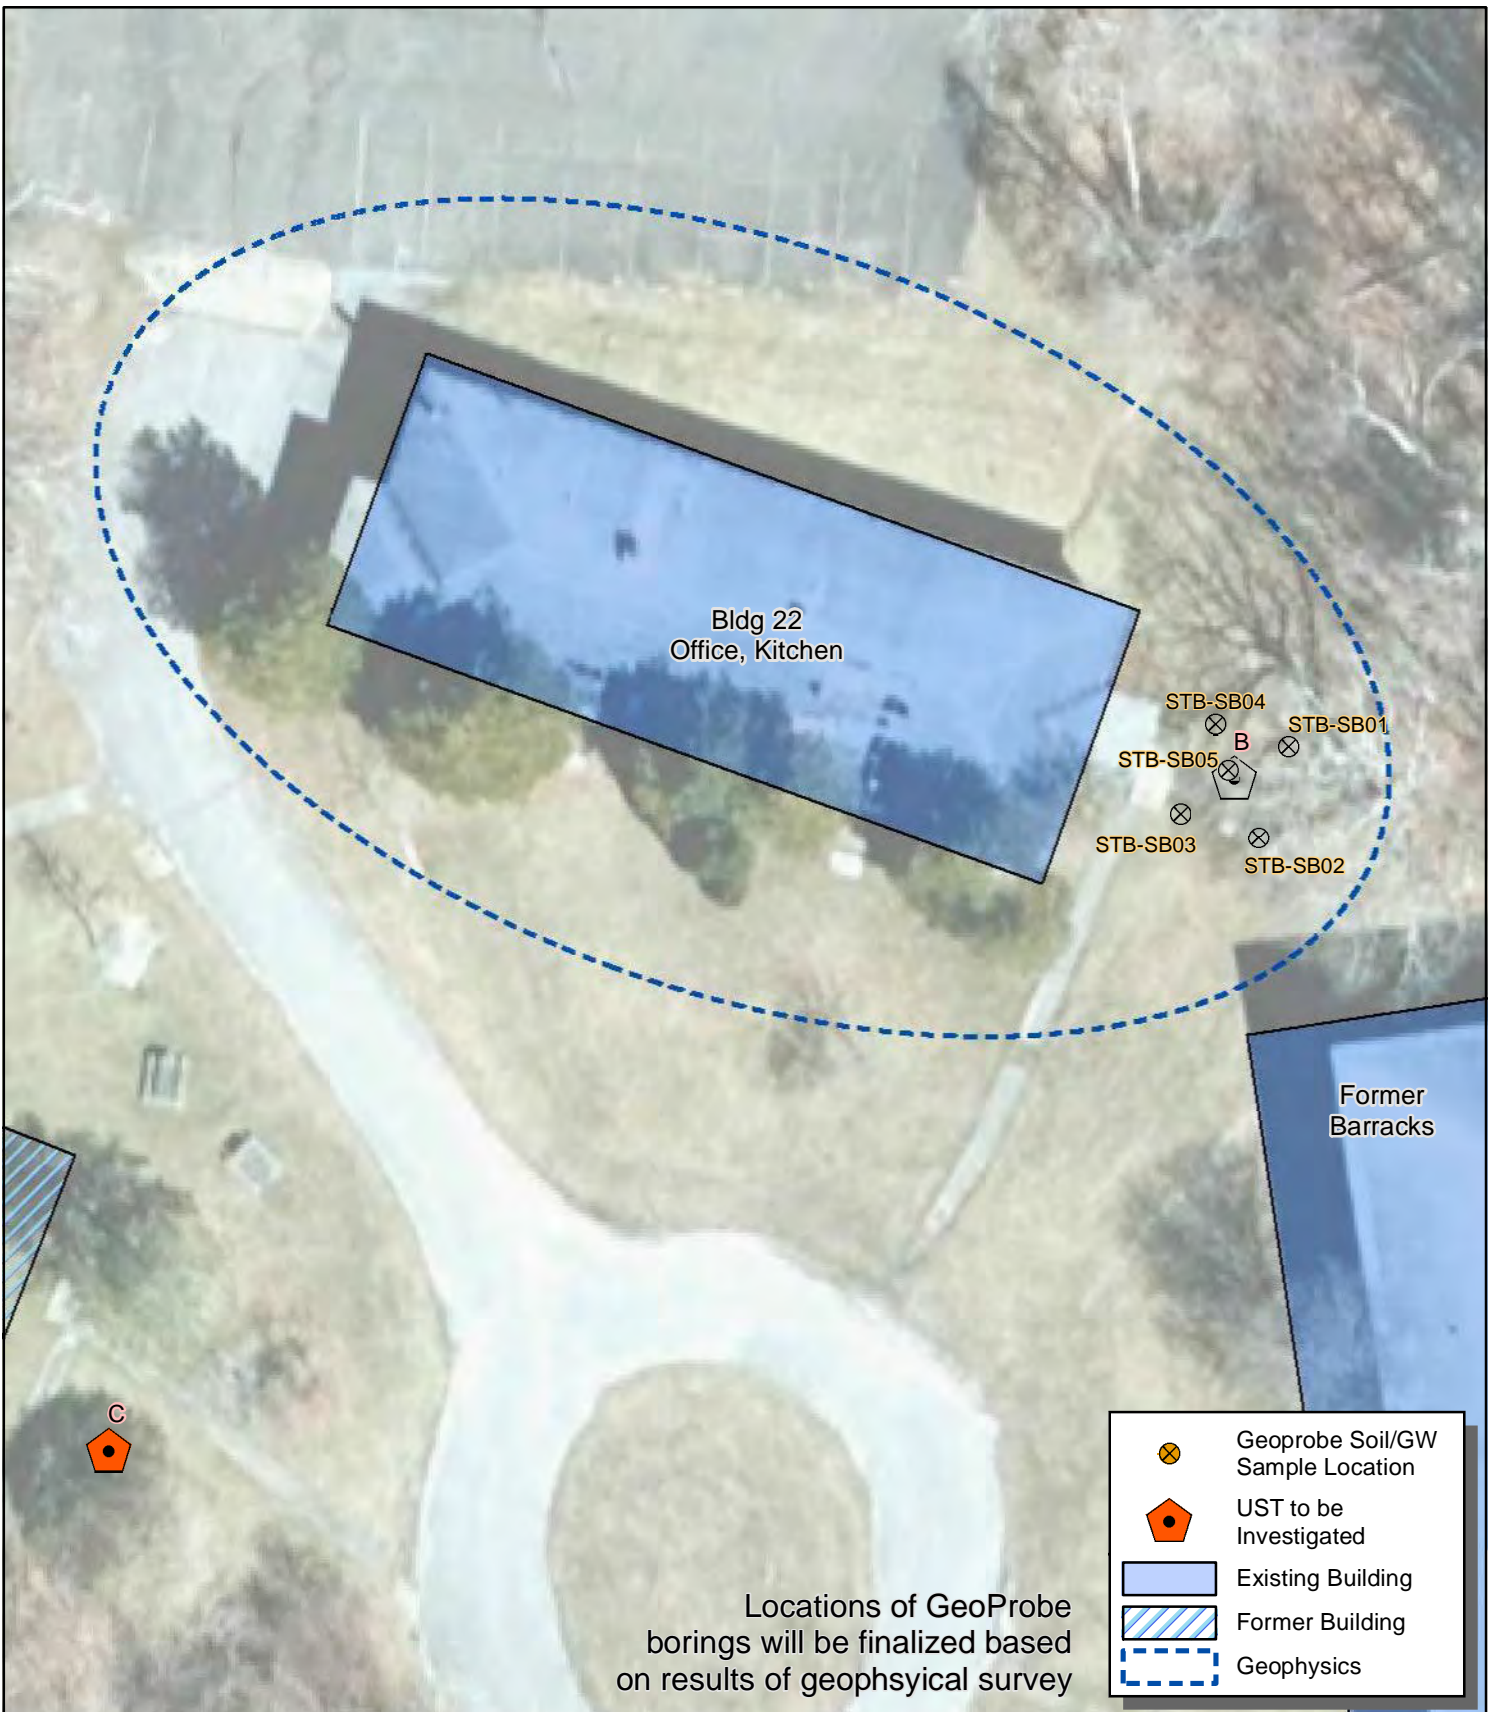 Bldg 22
Office, Kitchen
STB-SB04
STB-SB01
B
STB-SB05
STB-SB03
STB-SB02
Former
Barracks
C
Geoprobe Soil/GW
Sample Location
UST to be
Investigated
Existing Building
Former Building
Geophysics
Locations of GeoProbe
borings will be finalized based
on results of geophsyical survey